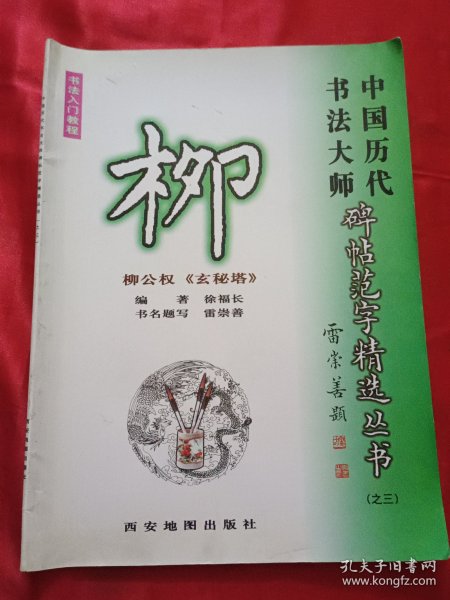 书法入门教程
中国历代
书法大师
碑帖范字精选丛书
(之三)
雷崇善题
柳
柳公权《玄秘塔》
编 著 徐福长
书名题写 雷崇善
西安地图出版社
孔夫子旧书网
www.kongfz.com